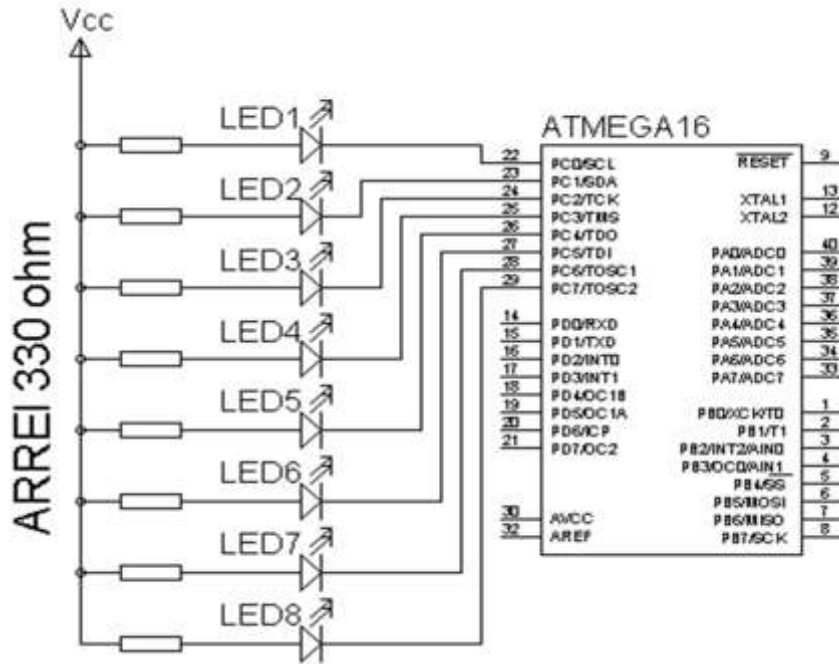 Vcc
ARREI 330 ohm
LED1
LED2
LED3
LED4
LED5
LED6
LED7
LED8
ATMEGA16
22 PC0/SCL
23 PC1/SDA
24 PC2/TCK
25 PC3/TMS
26 PC4/TDO
27 PC5/TDI
28 PC6/TOSC1
29 PC7/TOSC2
14 PD0/RXD
15 PD1/TXD
16 PD2/INT0
17 PD3/INT1
18 PD4/OC1B
19 PD5/OC1A
20 PD6/ICP
21 PD7/OC2
30 AVCC
32 AREF
RESET 9
XTAL1 13
XTAL2 12
PA0/ADC0 40
PA1/ADC1 39
PA2/ADC2 38
PA3/ADC3 37
PA4/ADC4 36
PA5/ADC5 35
PA6/ADC6 34
PA7/ADC7 33
PB0/XCK/T0 1
PB1/T1 2
PB2/INT2/AIN0 3
PB3/OC0/AIN1 4
PB4/SS 5
PB5/MOSI 6
PB6/MISO 7
PB7/SCK 8